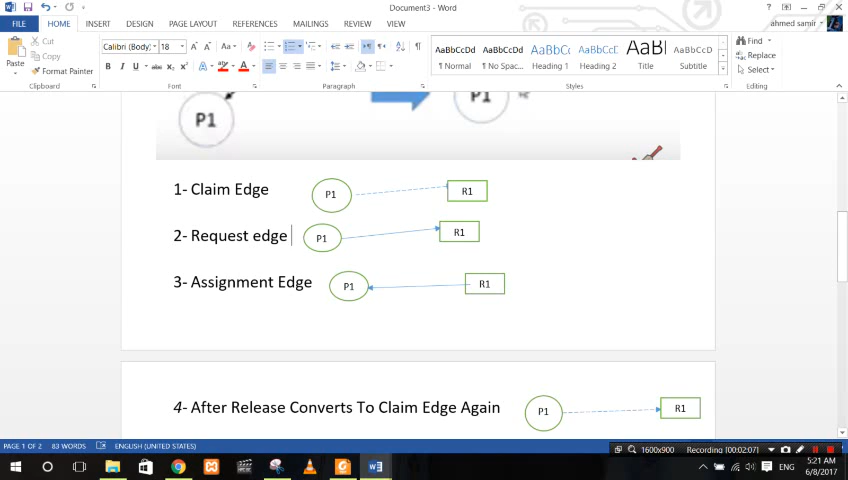 Document3 - Word
FILE HOME INSERT DESIGN PAGE LAYOUT REFERENCES MAILINGS REVIEW VIEW
ahmed samir
Cut
Copy
Paste
Format Painter
Calibri (Body) 18
AaBbCcDd AaBbCcDd AaBbCc AaBbCcC AaBl AaBbCcD
¶ Normal ¶ No Spac... Heading 1 Heading 2 Title Subtitle
Find
Replace
Select
Clipboard Font Paragraph Styles Editing
P1 P1
1- Claim Edge P1 R1
2- Request edge P1 R1
3- Assignment Edge P1 R1
4- After Release Converts To Claim Edge Again P1 R1
PAGE 1 OF 2 83 WORDS ENGLISH (UNITED STATES)
1600x900 Recording [00:02:07]
ENG
5:21 AM
6/8/2017